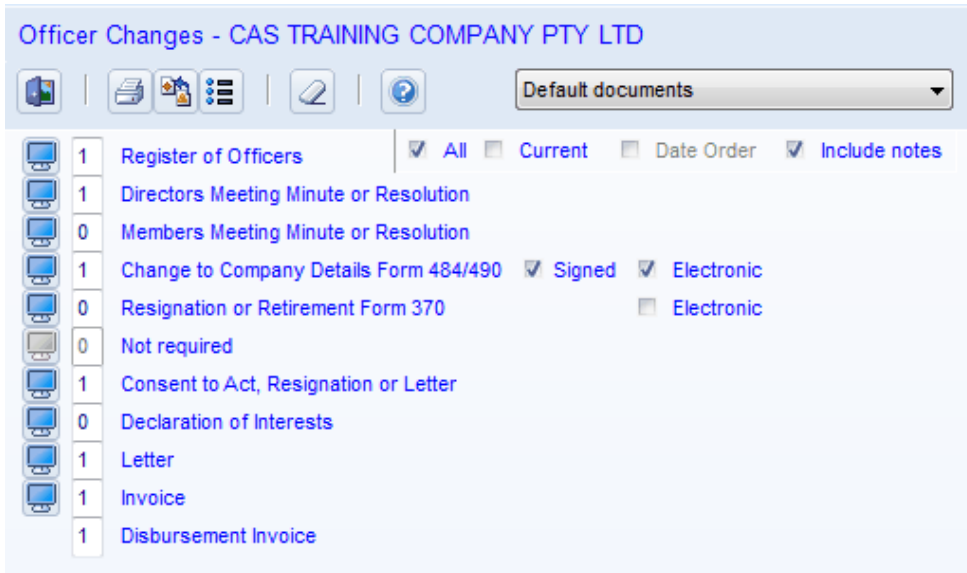 Officer Changes - CAS TRAINING COMPANY PTY LTD
Default documents
1 Register of Officers All Current Date Order Include notes
1 Directors Meeting Minute or Resolution
0 Members Meeting Minute or Resolution
1 Change to Company Details Form 484/490 Signed Electronic
0 Resignation or Retirement Form 370 Electronic
0 Not required
1 Consent to Act, Resignation or Letter
0 Declaration of Interests
1 Letter
1 Invoice
1 Disbursement Invoice